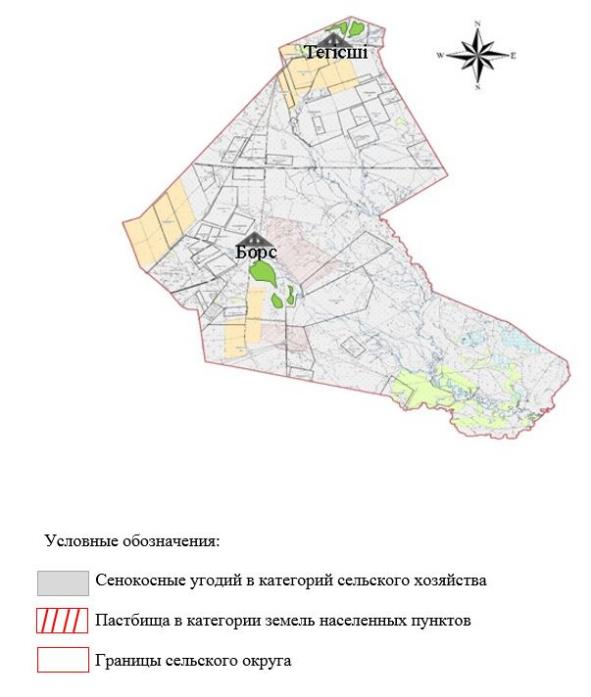 N
Тегісші
W
E
N
Борс
Условные обозначения:
Сенокосные угодий в категорий сельского хозяйства
Пастбища в категории земель населенных пунктов
Границы сельского округа